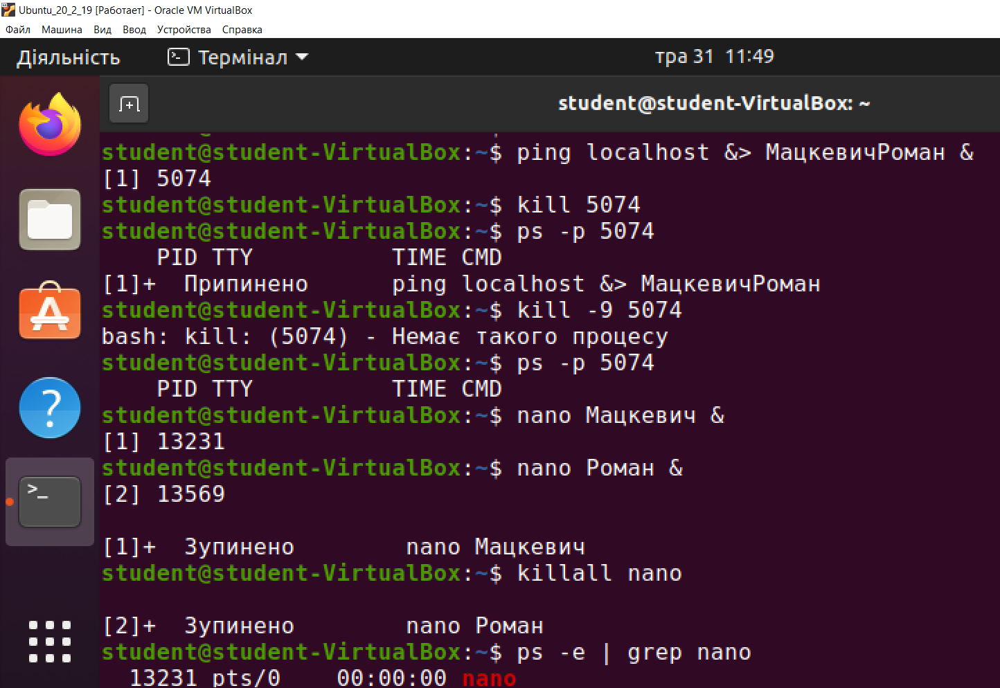 Ubuntu_20_2_19 [Работает] - Oracle VM VirtualBox
Файл Машина Вид Ввод Устройства Справка
Діяльність Термінал тра 31 11:49
student@student-VirtualBox: ~
student@student-VirtualBox:~$ ping localhost &> МацкевичРоман &
[1] 5074
student@student-VirtualBox:~$ kill 5074
student@student-VirtualBox:~$ ps -p 5074
    PID TTY          TIME CMD
[1]+  Припинено      ping localhost &> МацкевичРоман
student@student-VirtualBox:~$ kill -9 5074
bash: kill: (5074) - Немає такого процесу
student@student-VirtualBox:~$ ps -p 5074
    PID TTY          TIME CMD
student@student-VirtualBox:~$ nano Мацкевич &
[1] 13231
student@student-VirtualBox:~$ nano Роман &
[2] 13569
[1]+  Зупинено        nano Мацкевич
student@student-VirtualBox:~$ killall nano
[2]+  Зупинено        nano Роман
student@student-VirtualBox:~$ ps -e | grep nano
  13231 pts/0    00:00:00 nano